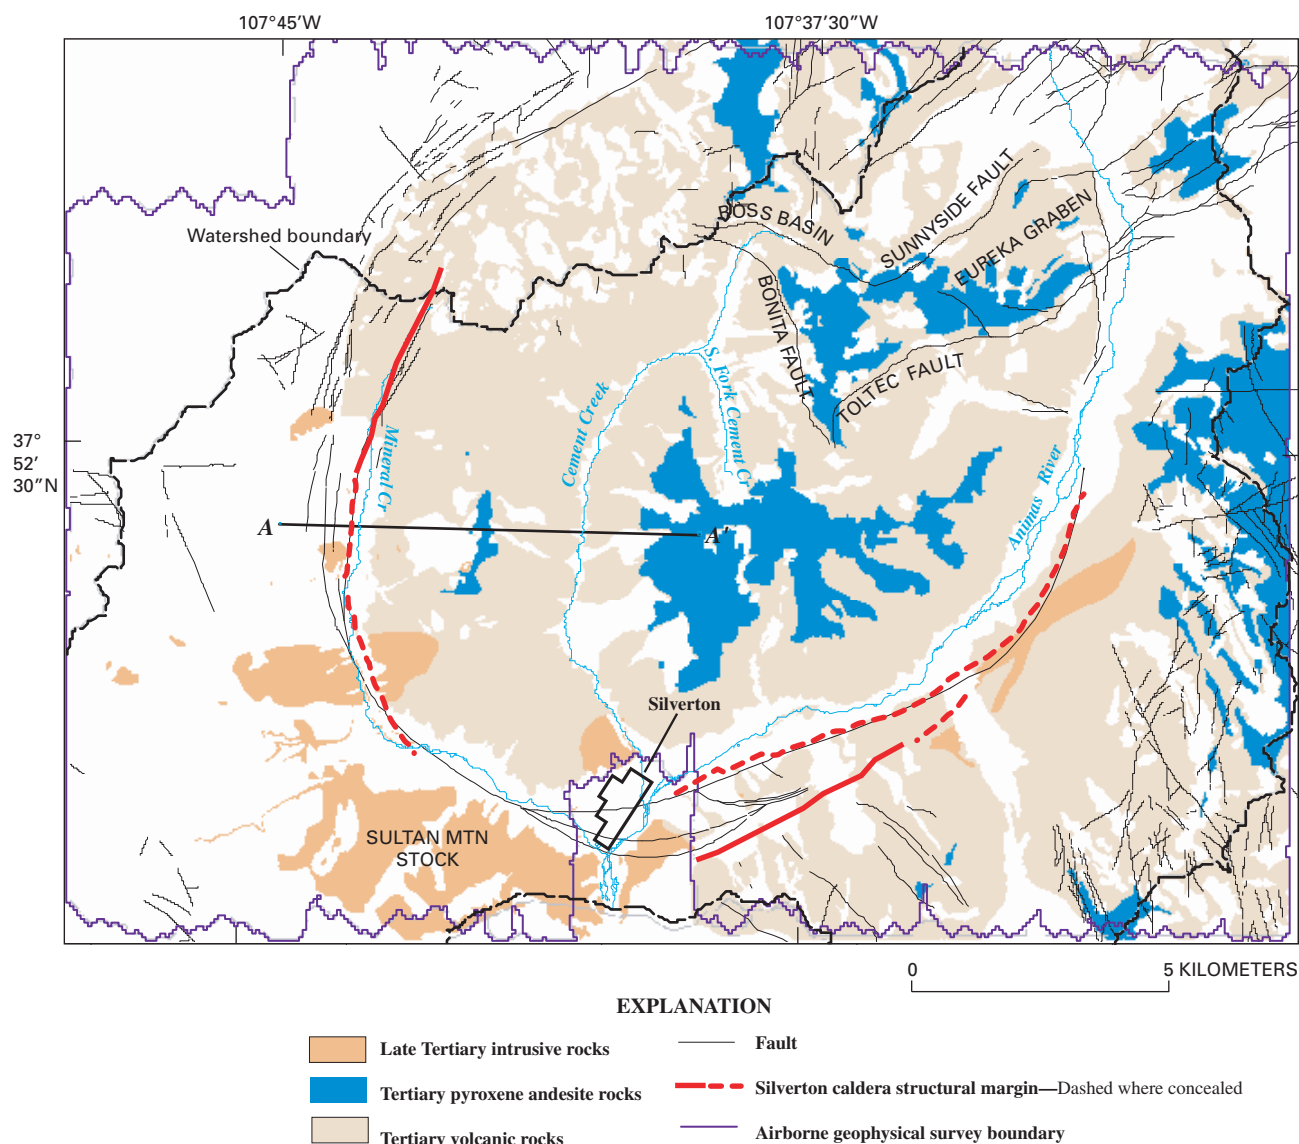 107°45′W
107°37′30″W
Watershed boundary
BOSS BASIN
SUNNYSIDE FAULT
EUREKA GRABEN
BONITA FAULT
TOLTEC FAULT
S. Fork Cement Cr
Cement Creek
Mineral Cr
37°
52′
30″N
Animas River
A
A′
Silverton
SULTAN MTN
STOCK
0
5 KILOMETERS
EXPLANATION
Late Tertiary intrusive rocks
Tertiary pyroxene andesite rocks
Tertiary volcanic rocks
Fault
Silverton caldera structural margin—Dashed where concealed
Airborne geophysical survey boundary